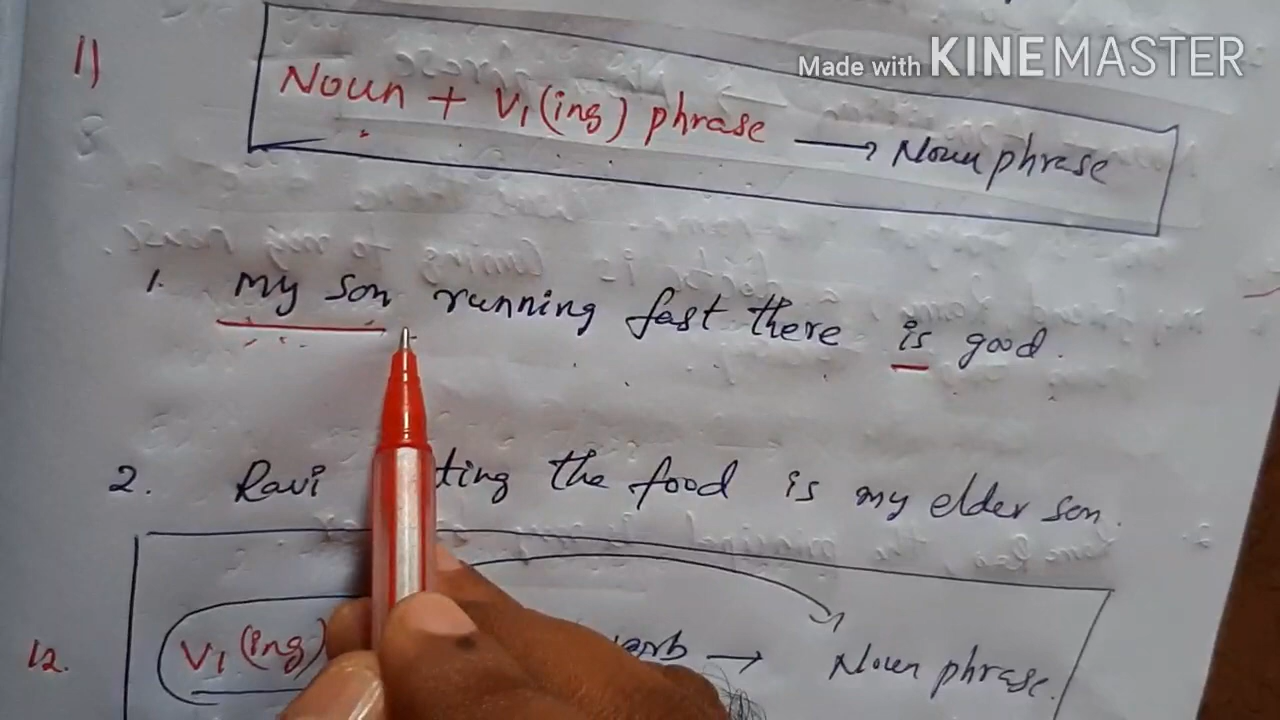 Made with KINEMASTER
11) Noun + V1(ing) phrase → Noun phrase
1. My son running fast there is good.
2. Ravi ting the food is my elder son.
12. V1(ing) → Noun phrase.